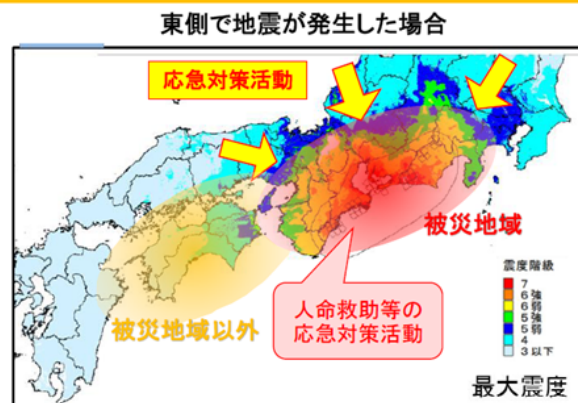 東側で地震が発生した場合
応急対策活動
被災地域
被災地域以外
人命救助等の
応急対策活動
震度階級
7
6強
6弱
5強
5弱
4
3以下
最大震度